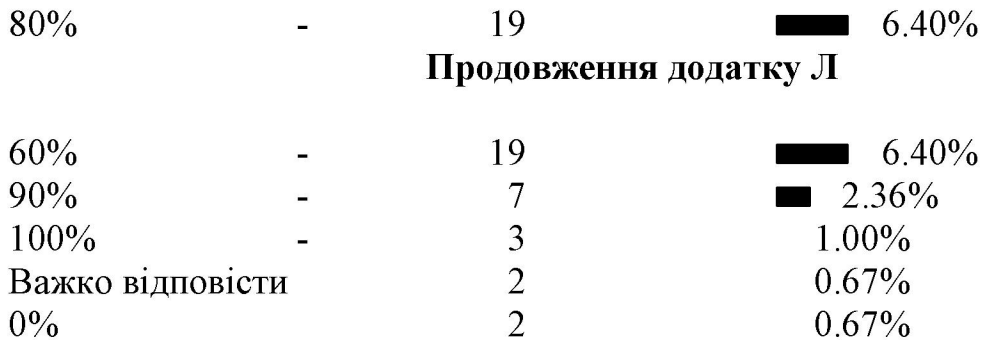 80% - 19 6.40%
Продовження додатку Л
60% - 19 6.40%
90% - 7 2.36%
100% - 3 1.00%
Важко відповісти 2 0.67%
0% 2 0.67%